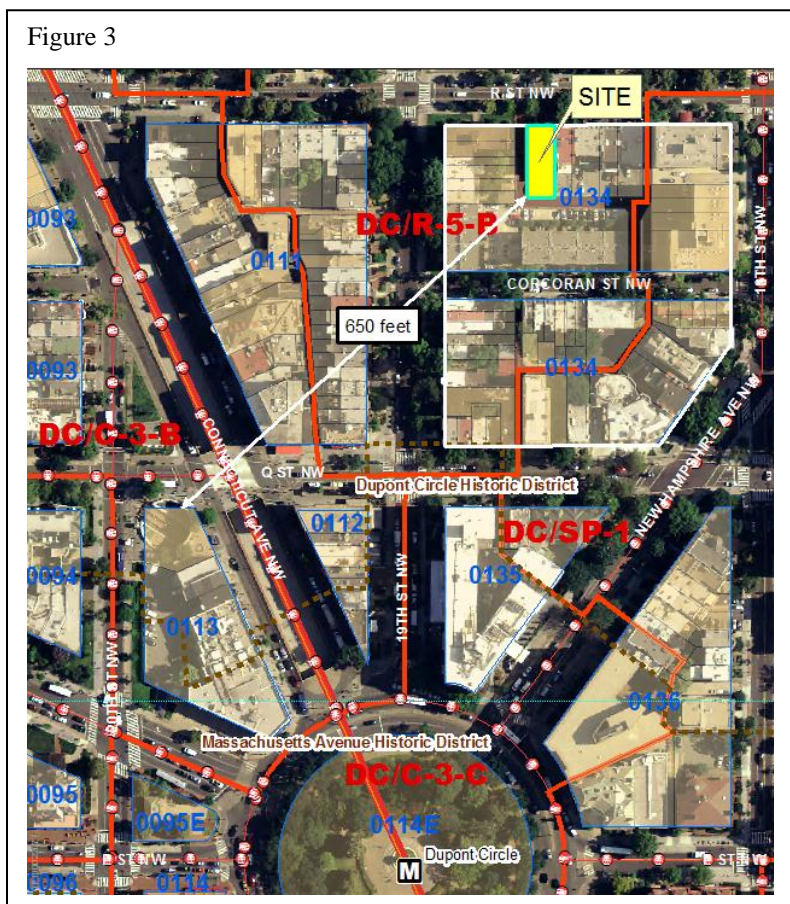 Figure 3
R ST NW
SITE
0093
DC/R-5-B
0134
0111
CORCORAN ST NW
18TH ST NW
650 feet
0093
0134
DC/C-3-B
CONNECTICUT AVE NW
NEW HAMPSHIRE AVE NW
Q ST NW
Dupont Circle Historic District
0112
DC/SP-1
0094
0135
19TH ST NW
0113
20TH ST NW
0136
Massachusetts Avenue Historic District
DC/C-3-C
0095
0095E
0114E
Dupont Circle
M
P ST NW
P ST NW
0096
0114